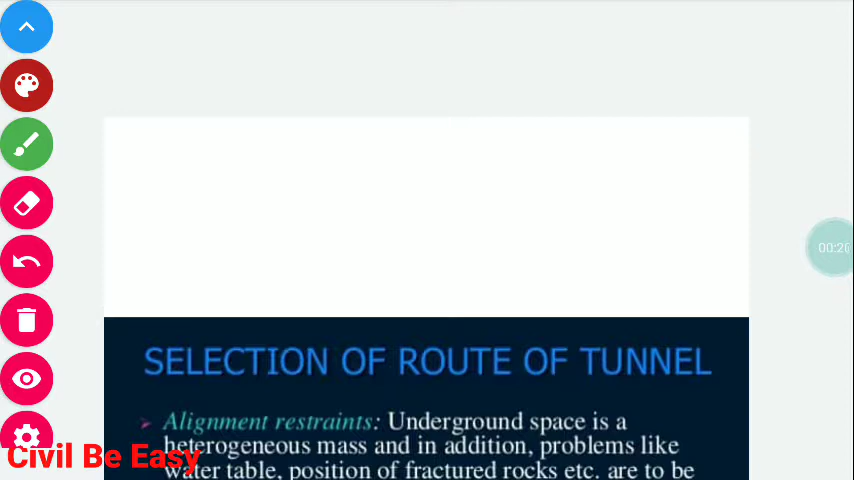 00:20
SELECTION OF ROUTE OF TUNNEL
Alignment restraints: Underground space is a
heterogeneous mass and in addition, problems like
water table, position of fractured rocks etc. are to be
Civil Be Easy